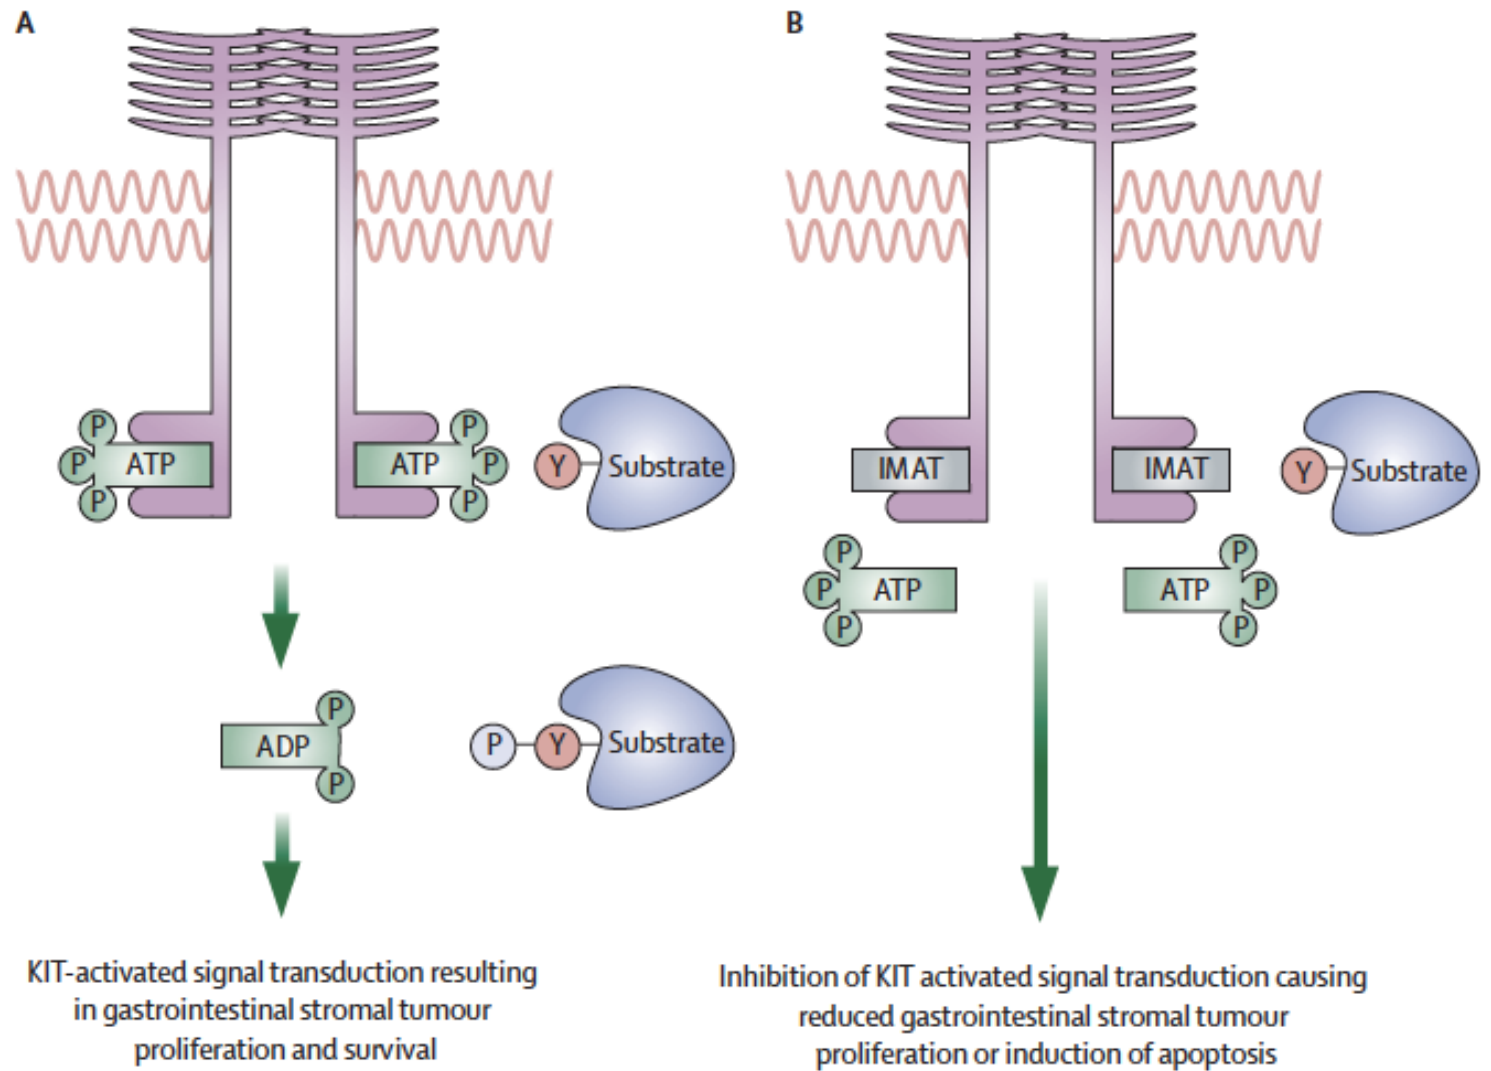 A
P
P
P
ATP
ATP
P
P
P
Y
Substrate
ADP
P
P
P
Y
Substrate
KIT-activated signal transduction resulting
in gastrointestinal stromal tumour
proliferation and survival
B
IMAT
IMAT
Y
Substrate
P
P
P
ATP
ATP
P
P
P
Inhibition of KIT activated signal transduction causing
reduced gastrointestinal stromal tumour
proliferation or induction of apoptosis